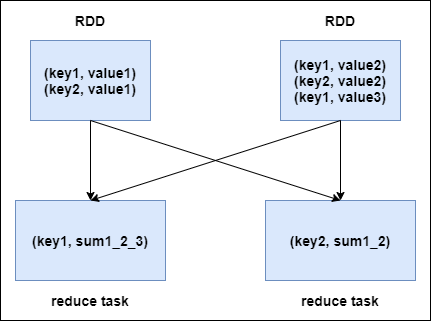 RDD
RDD
(key1, value1)
(key2, value1)
(key1, value2)
(key2, value2)
(key1, value3)
(key1, sum1_2_3)
(key2, sum1_2)
reduce task
reduce task